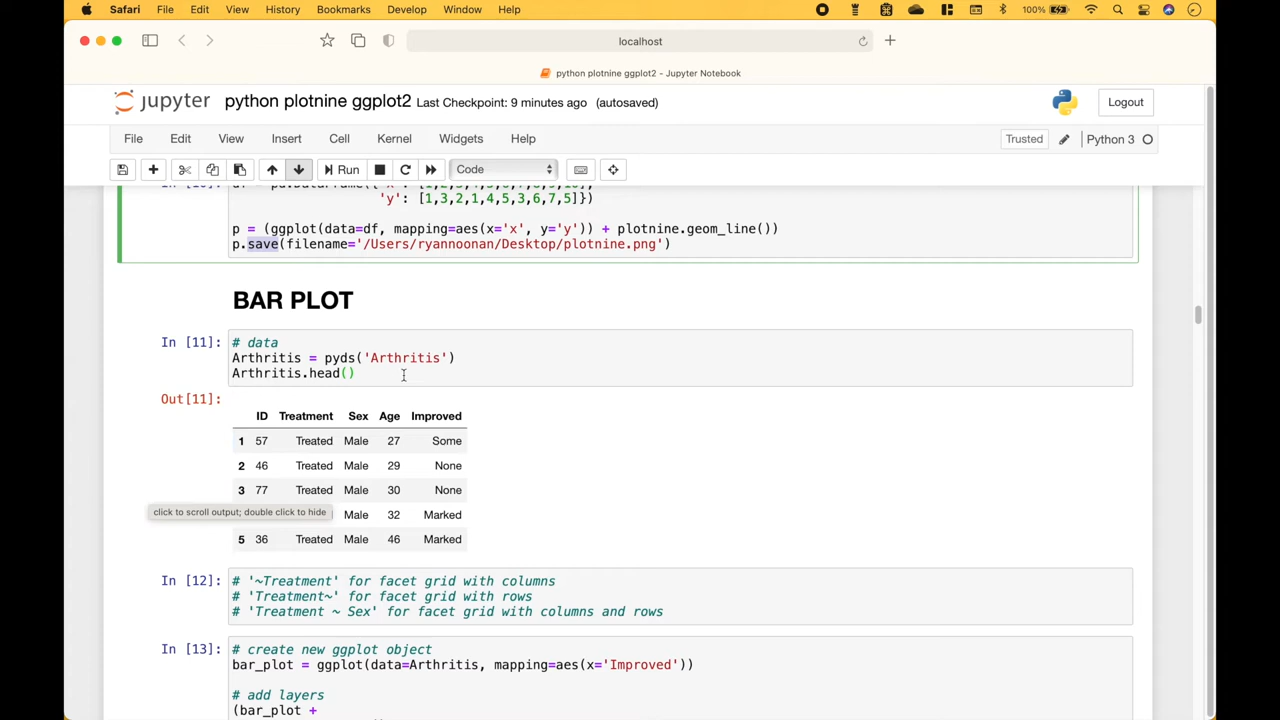 Safari File Edit View History Bookmarks Develop Window Help 100%
localhost
python plotnine ggplot2 - Jupyter Notebook
jupyter python plotnine ggplot2 Last Checkpoint: 9 minutes ago (autosaved) Logout
File Edit View Insert Cell Kernel Widgets Help Trusted Python 3
Run Code
'y': [1,3,2,1,4,5,3,6,7,5]})
p = (ggplot(data=df, mapping=aes(x='x', y='y')) + plotnine.geom_line())
p.save(filename='/Users/ryannoonan/Desktop/plotnine.png')
BAR PLOT
In [11]: # data
Arthritis = pyds('Arthritis')
Arthritis.head()
Out[11]:
ID Treatment Sex Age Improved
1 57 Treated Male 27 Some
2 46 Treated Male 29 None
3 77 Treated Male 30 None
click to scroll output; double click to hide Male 32 Marked
5 36 Treated Male 46 Marked
In [12]: # '~Treatment' for facet grid with columns
# 'Treatment~' for facet grid with rows
# 'Treatment ~ Sex' for facet grid with columns and rows
In [13]: # create new ggplot object
bar_plot = ggplot(data=Arthritis, mapping=aes(x='Improved'))
# add layers
(bar_plot +